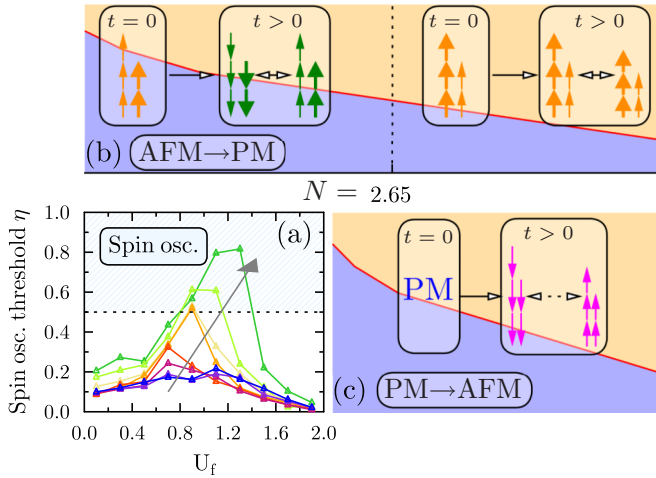 t = 0
t > 0
t = 0
t > 0
(b)
AFM→PM
N = 2.65
(a)
Spin osc.
Spin osc. threshold η
1.0
0.8
0.6
0.4
0.2
0.0
0.0 0.4 0.8 1.2 1.6 2.0
U_f
t = 0
t > 0
PM
(c)
PM→AFM